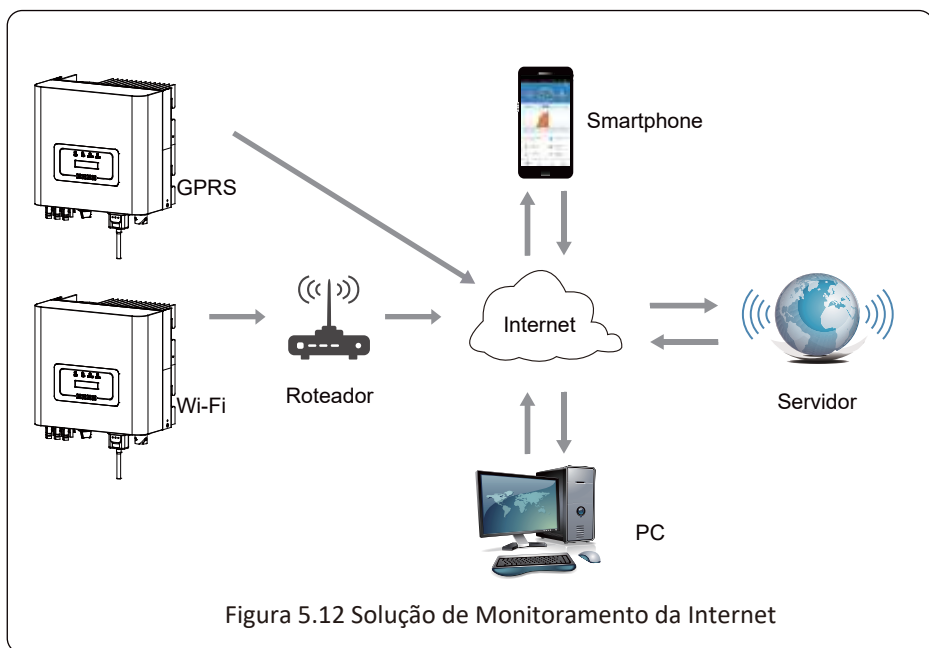 Smartphone
GPRS
Internet
Wi-Fi
Roteador
Servidor
PC
Figura 5.12 Solução de Monitoramento da Internet